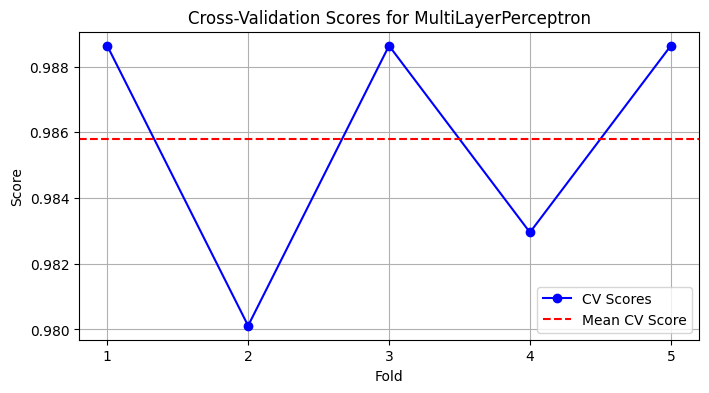 Cross-Validation Scores for MultiLayerPerceptron
0.988
0.986
0.984
0.982
0.980
Score
1 2 3 4 5
Fold
CV Scores
Mean CV Score